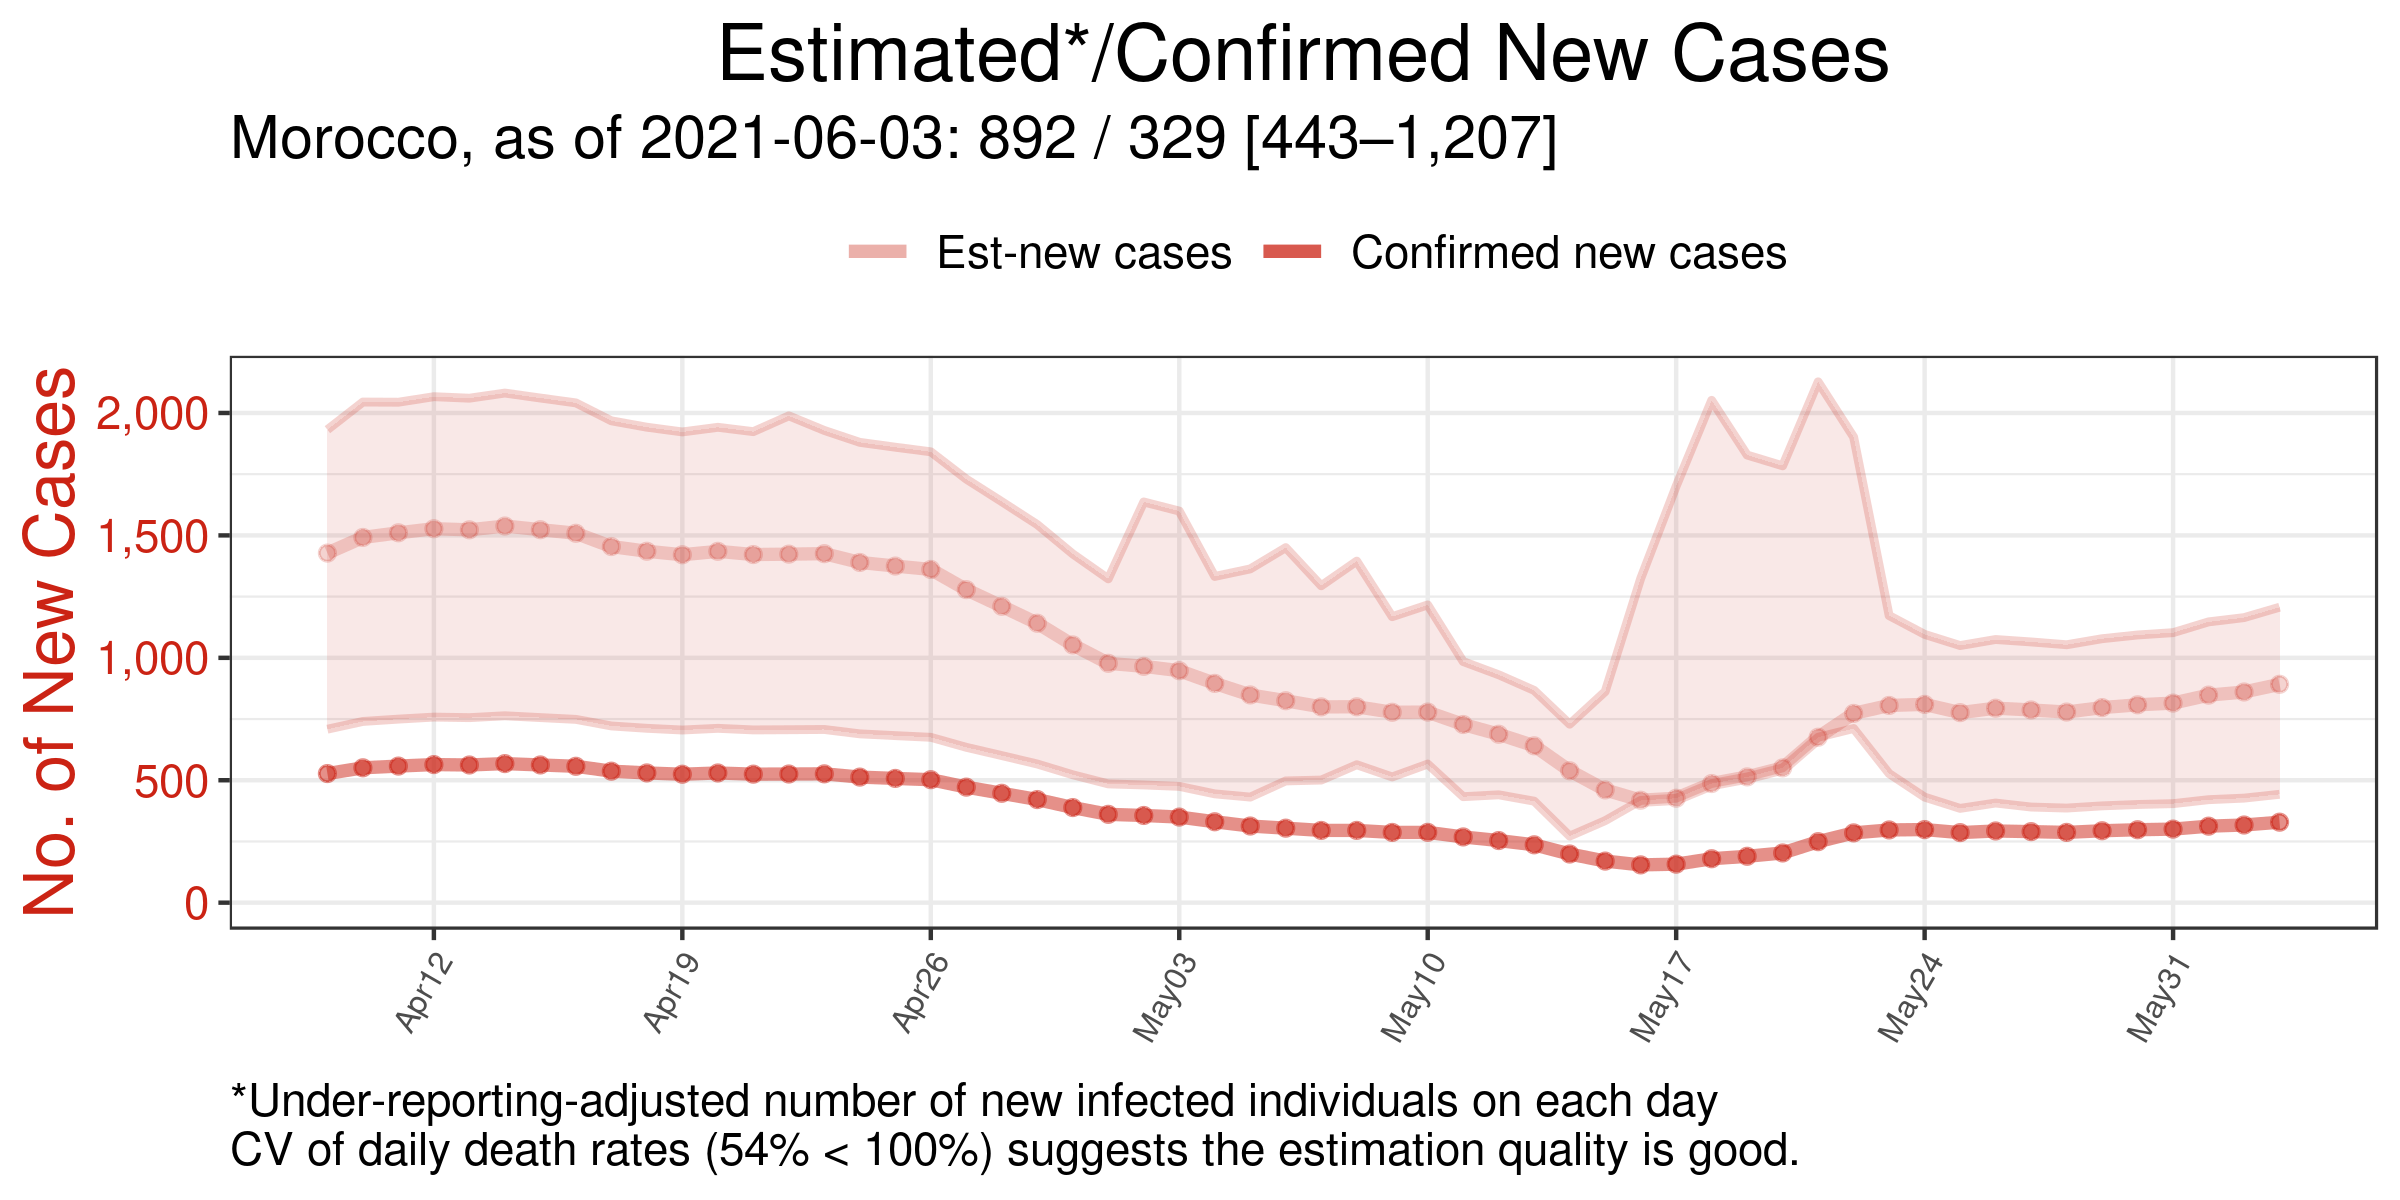 Estimated*/Confirmed New Cases
Morocco, as of 2021-06-03: 892 / 329 [443–1,207]
Est-new cases Confirmed new cases
No. of New Cases
2,000
1,500
1,000
500
0
Apr12 Apr19 Apr26 May03 May10 May17 May24 May31
*Under-reporting-adjusted number of new infected individuals on each day
CV of daily death rates (54% < 100%) suggests the estimation quality is good.